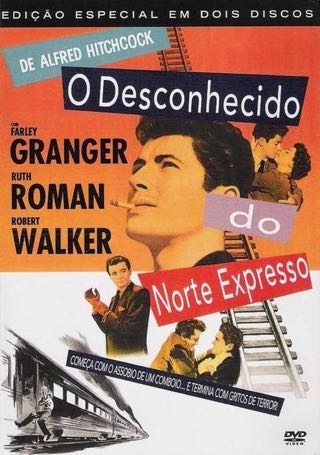 EDIÇÃO ESPECIAL EM DOIS DISCOS
DE ALFRED HITCHCOCK
O Desconhecido
do
Norte Expresso
COM
FARLEY
GRANGER
RUTH
ROMAN
ROBERT
WALKER
COMEÇA COM O ASSOBIO DE UM COMBOIO... E TERMINA COM GRITOS DE TERROR!
DVD
VIDEO